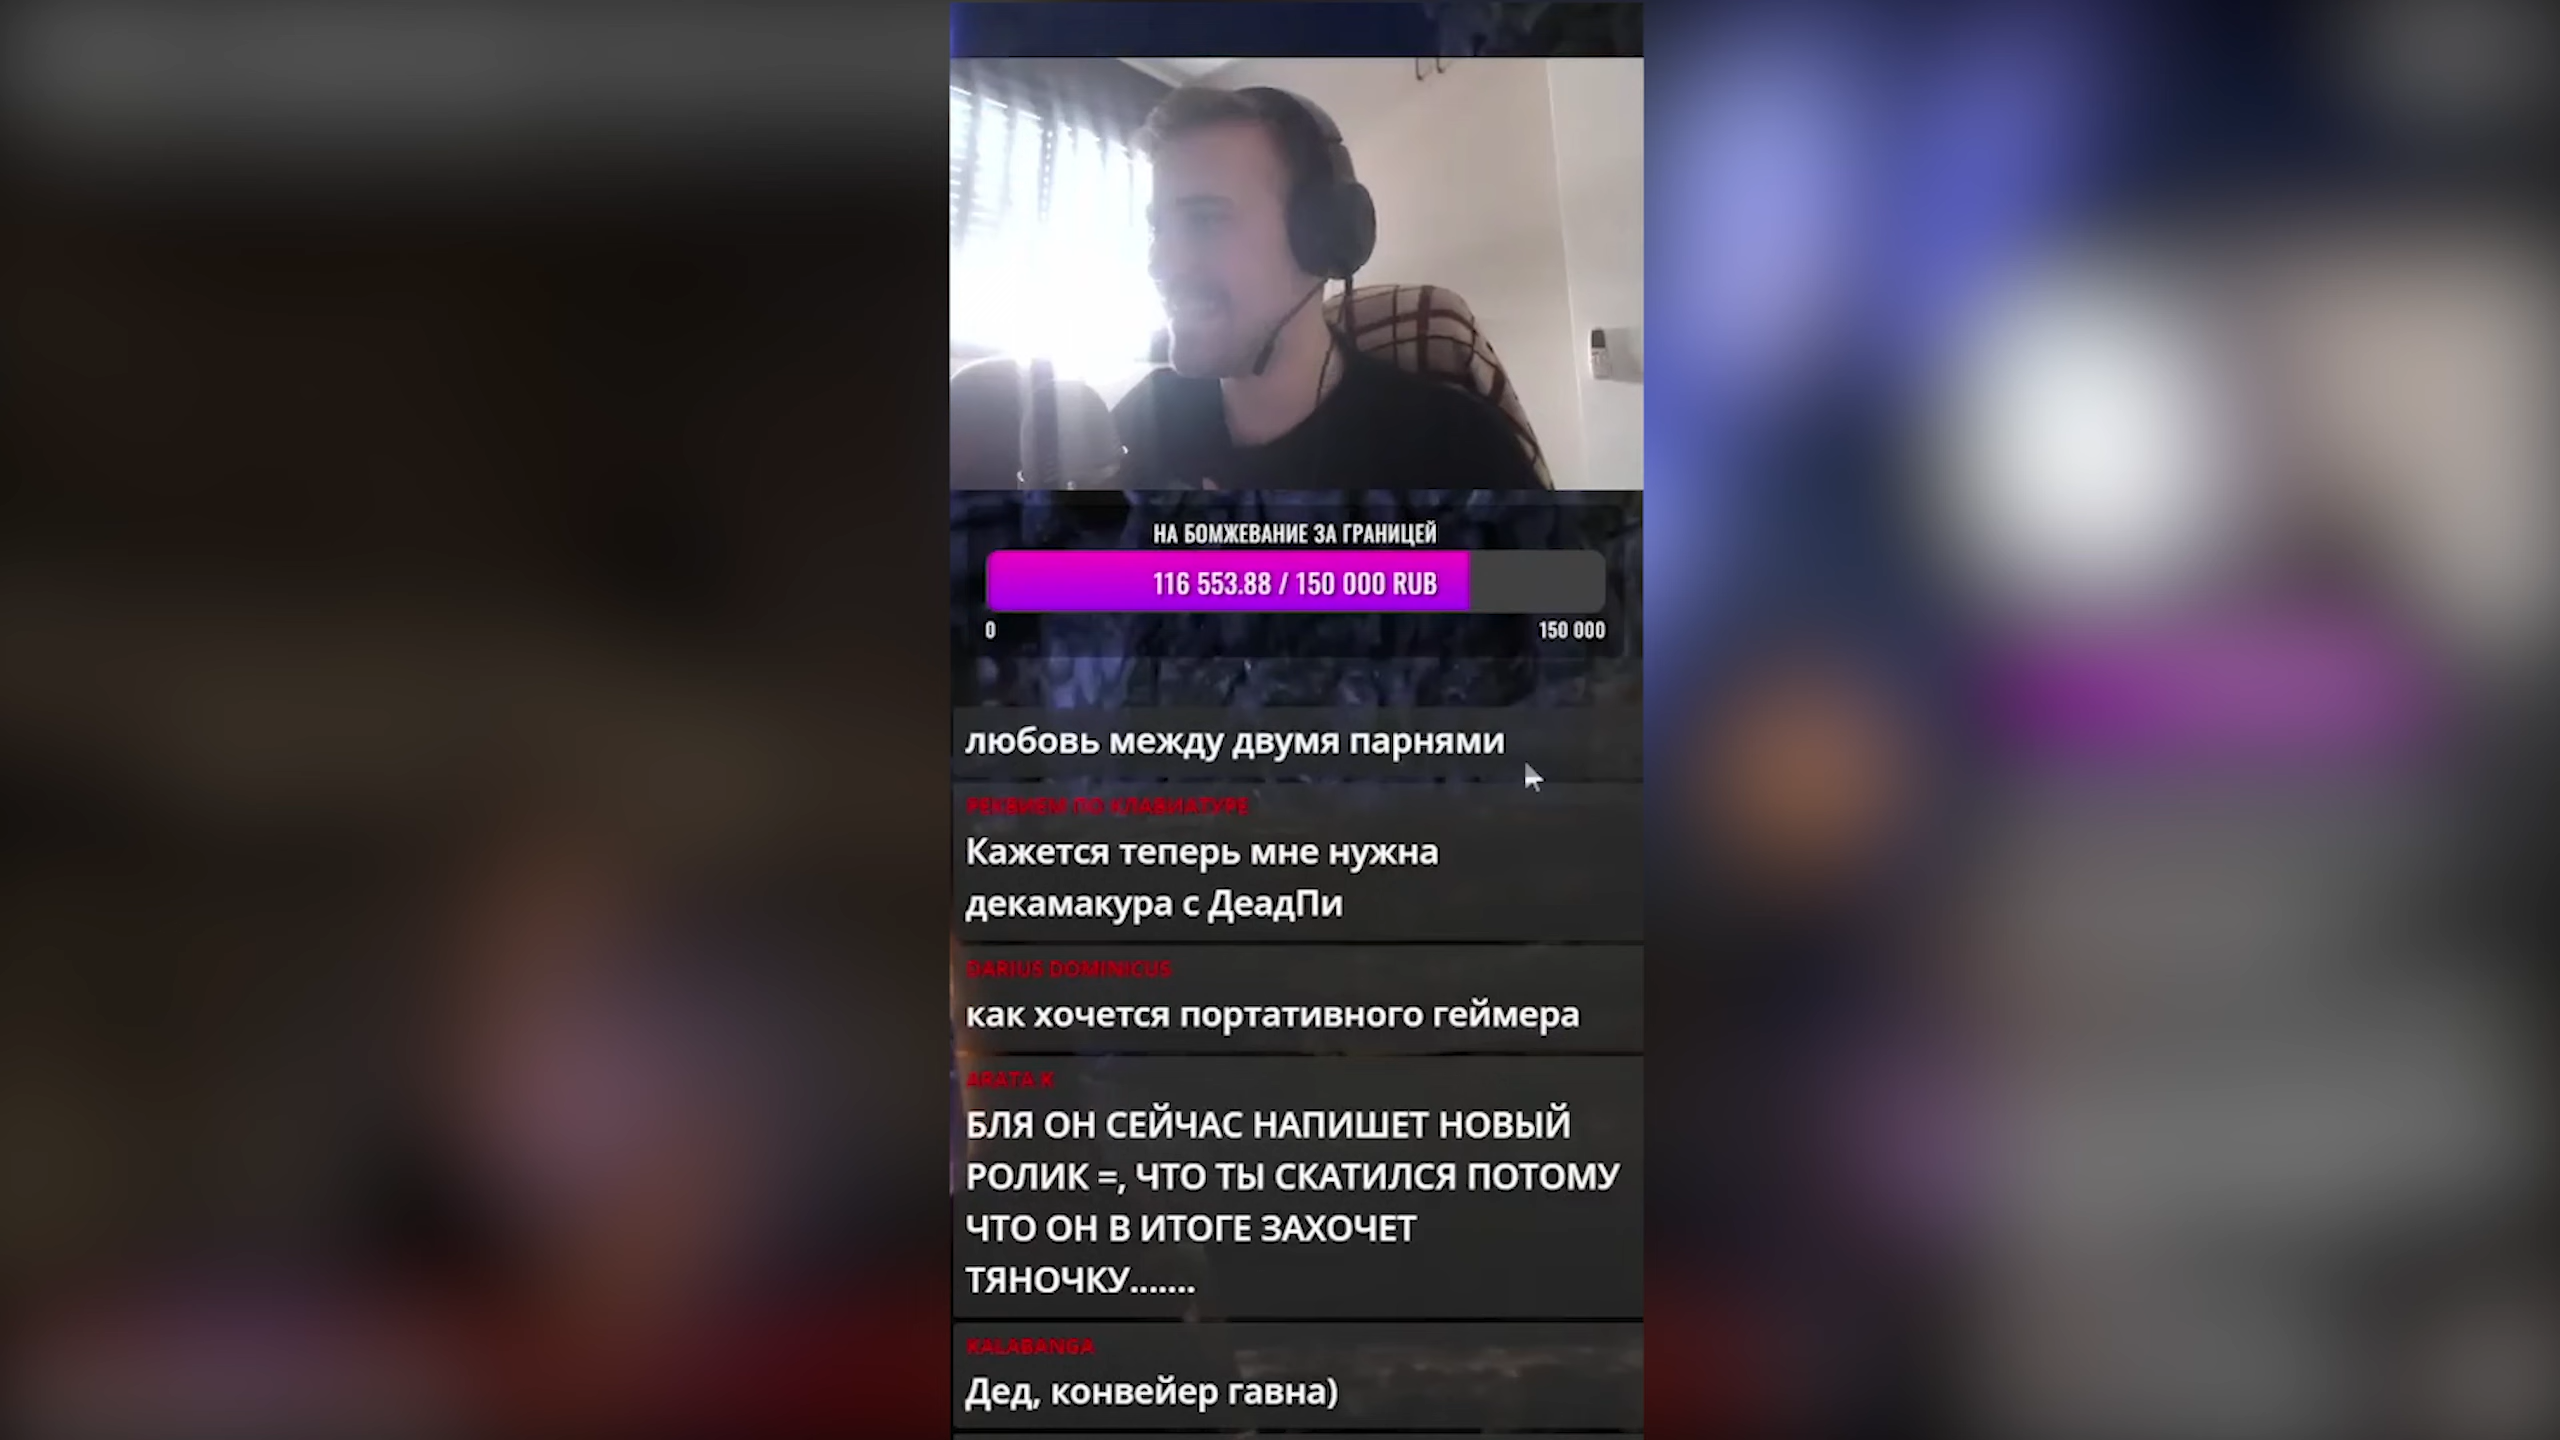 НА БОМЖЕВАНИЕ ЗА ГРАНИЦЕЙ
116 553.88 / 150 000 RUB
0 150 000
любовь между двумя парнями
РЕКВИЕМ ПО КЛАВИАТУРЕ
Кажется теперь мне нужна
декамакура с ДеадПи
DARIUS DOMINICUS
как хочется портативного геймера
ARATA K
БЛЯ ОН СЕЙЧАС НАПИШЕТ НОВЫЙ
РОЛИК =, ЧТО ТЫ СКАТИЛСЯ ПОТОМУ
ЧТО ОН В ИТОГЕ ЗАХОЧЕТ
ТЯНОЧКУ.......
KALABANGA
Дед, конвейер гавна)